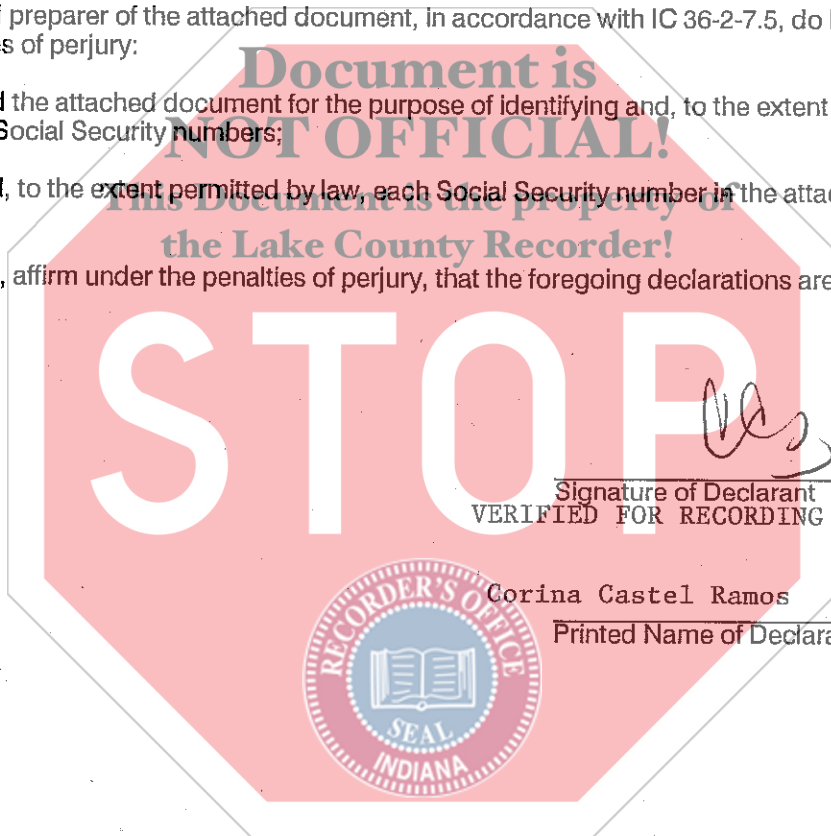 preparer of the attached document, in accordance with IC 36-2-7.5, do
s of perjury:
Document is
the attached document for the purpose of identifying and, to the extent
Social Security numbers;
NOT OFFICIAL!
, to the extent permitted by law, each Social Security number in the attac
This Document is the property of
the Lake County Recorder!
, affirm under the penalties of perjury, that the foregoing declarations are
STOP
Signature of Declarant
VERIFIED FOR RECORDING
Corina Castel Ramos
Printed Name of Declara
RECORDER'S OFFICE
SEAL
INDIANA